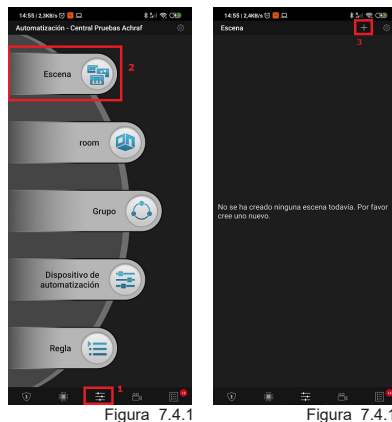 14:55 | 2,3KB/s
Automatización - Central Pruebas Achraf
2
Escena
room
Grupo
Dispositivo de
automatización
Regla
1
Figura 7.4.1
14:55 | 2,4KB/s
Escena
3
No se ha creado ninguna escena todavía. Por favor
cree uno nuevo.
Figura 7.4.1